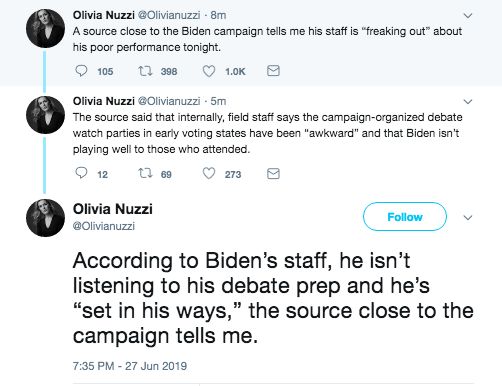 Olivia Nuzzi @Olivianuzzi · 8m
A source close to the Biden campaign tells me his staff is “freaking out” about
his poor performance tonight.
105 398 1.0K
Olivia Nuzzi @Olivianuzzi · 5m
The source said that internally, field staff says the campaign-organized debate
watch parties in early voting states have been “awkward” and that Biden isn’t
playing well to those who attended.
12 69 273
Olivia Nuzzi
@Olivianuzzi
Follow
According to Biden’s staff, he isn’t
listening to his debate prep and he’s
“set in his ways,” the source close to the
campaign tells me.
7:35 PM - 27 Jun 2019